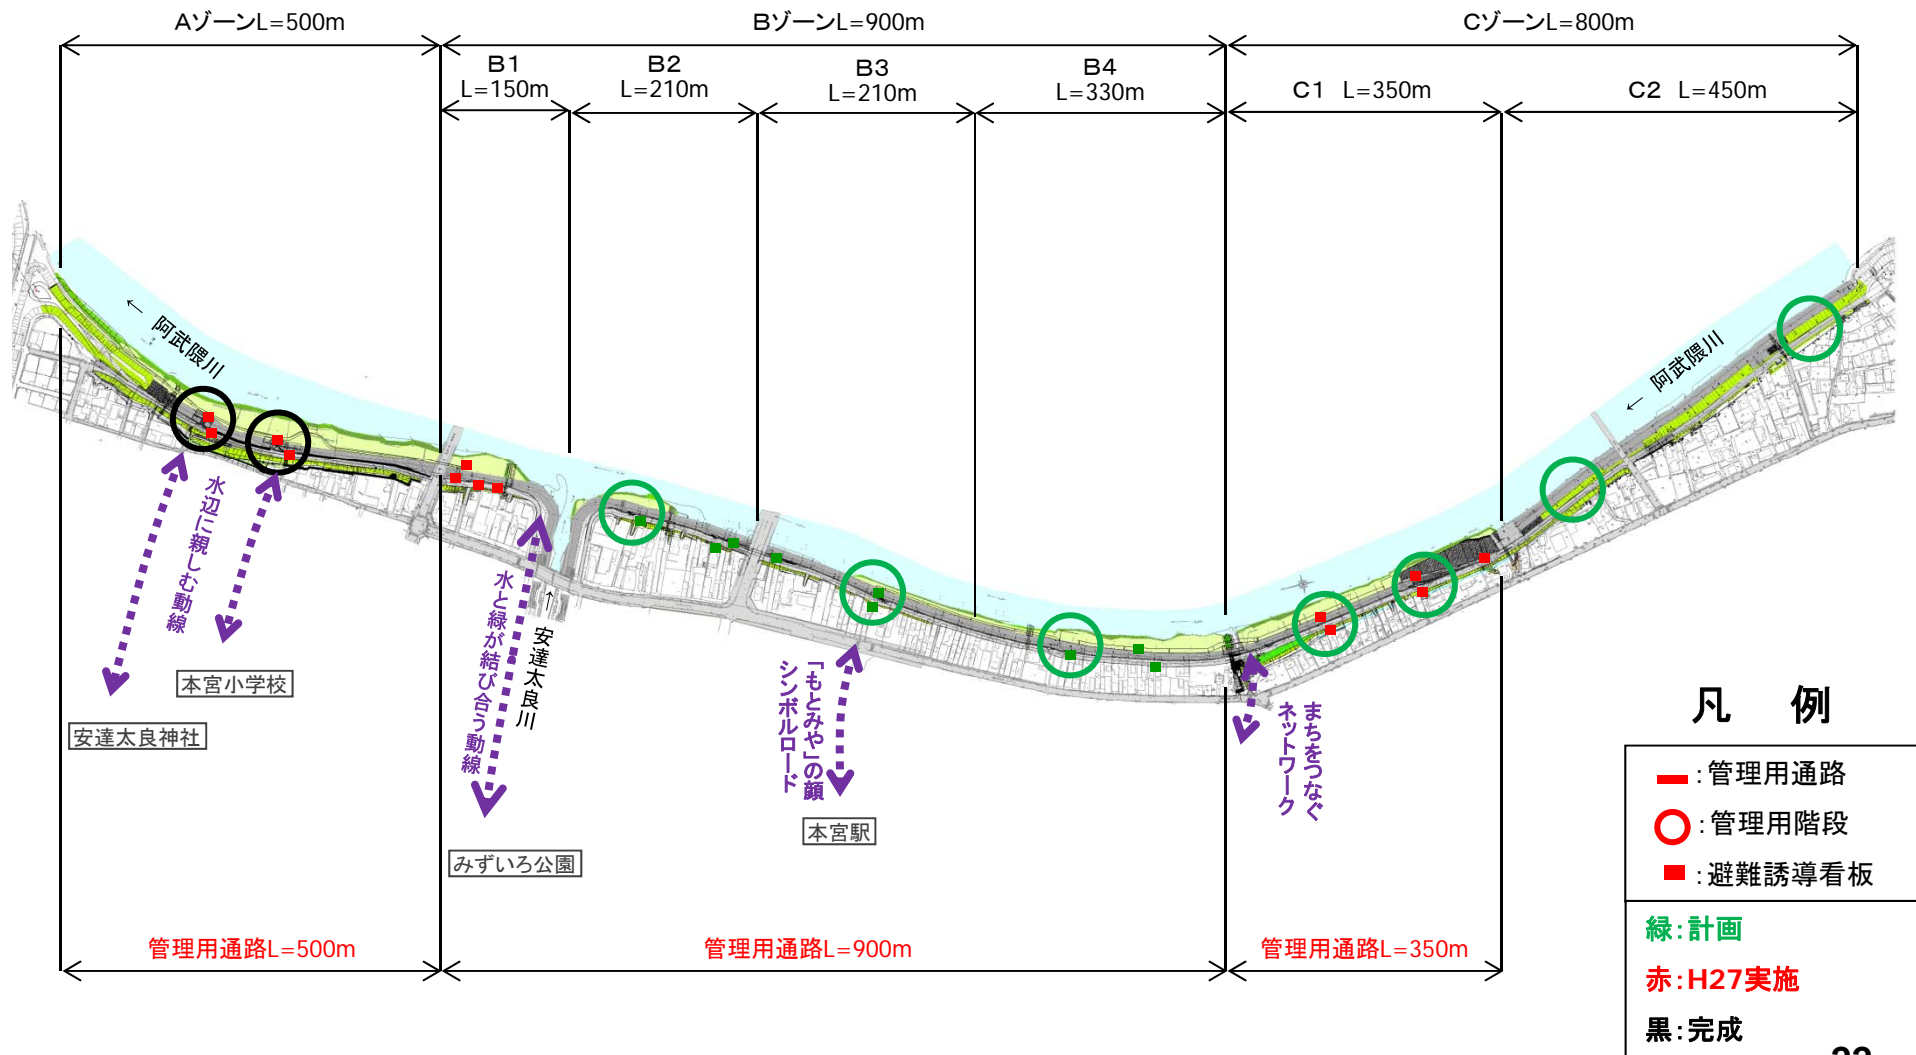 AゾーンL=500m
BゾーンL=900m
CゾーンL=800m
B1
L=150m
B2
L=210m
B3
L=210m
B4
L=330m
C1 L=350m
C2 L=450m
← 阿武隈川
← 阿武隈川
水辺に親しむ動線
水と緑が結び合う動線
→安達太良川
「もとみや」の顔
シンボルロード
まちをつなぐ
ネットワーク
本宮小学校
安達太良神社
本宮駅
みずいろ公園
管理用通路L=500m
管理用通路L=900m
管理用通路L=350m
凡 例
:管理用通路
:管理用階段
:避難誘導看板
緑:計画
赤:H27実施
黒:完成